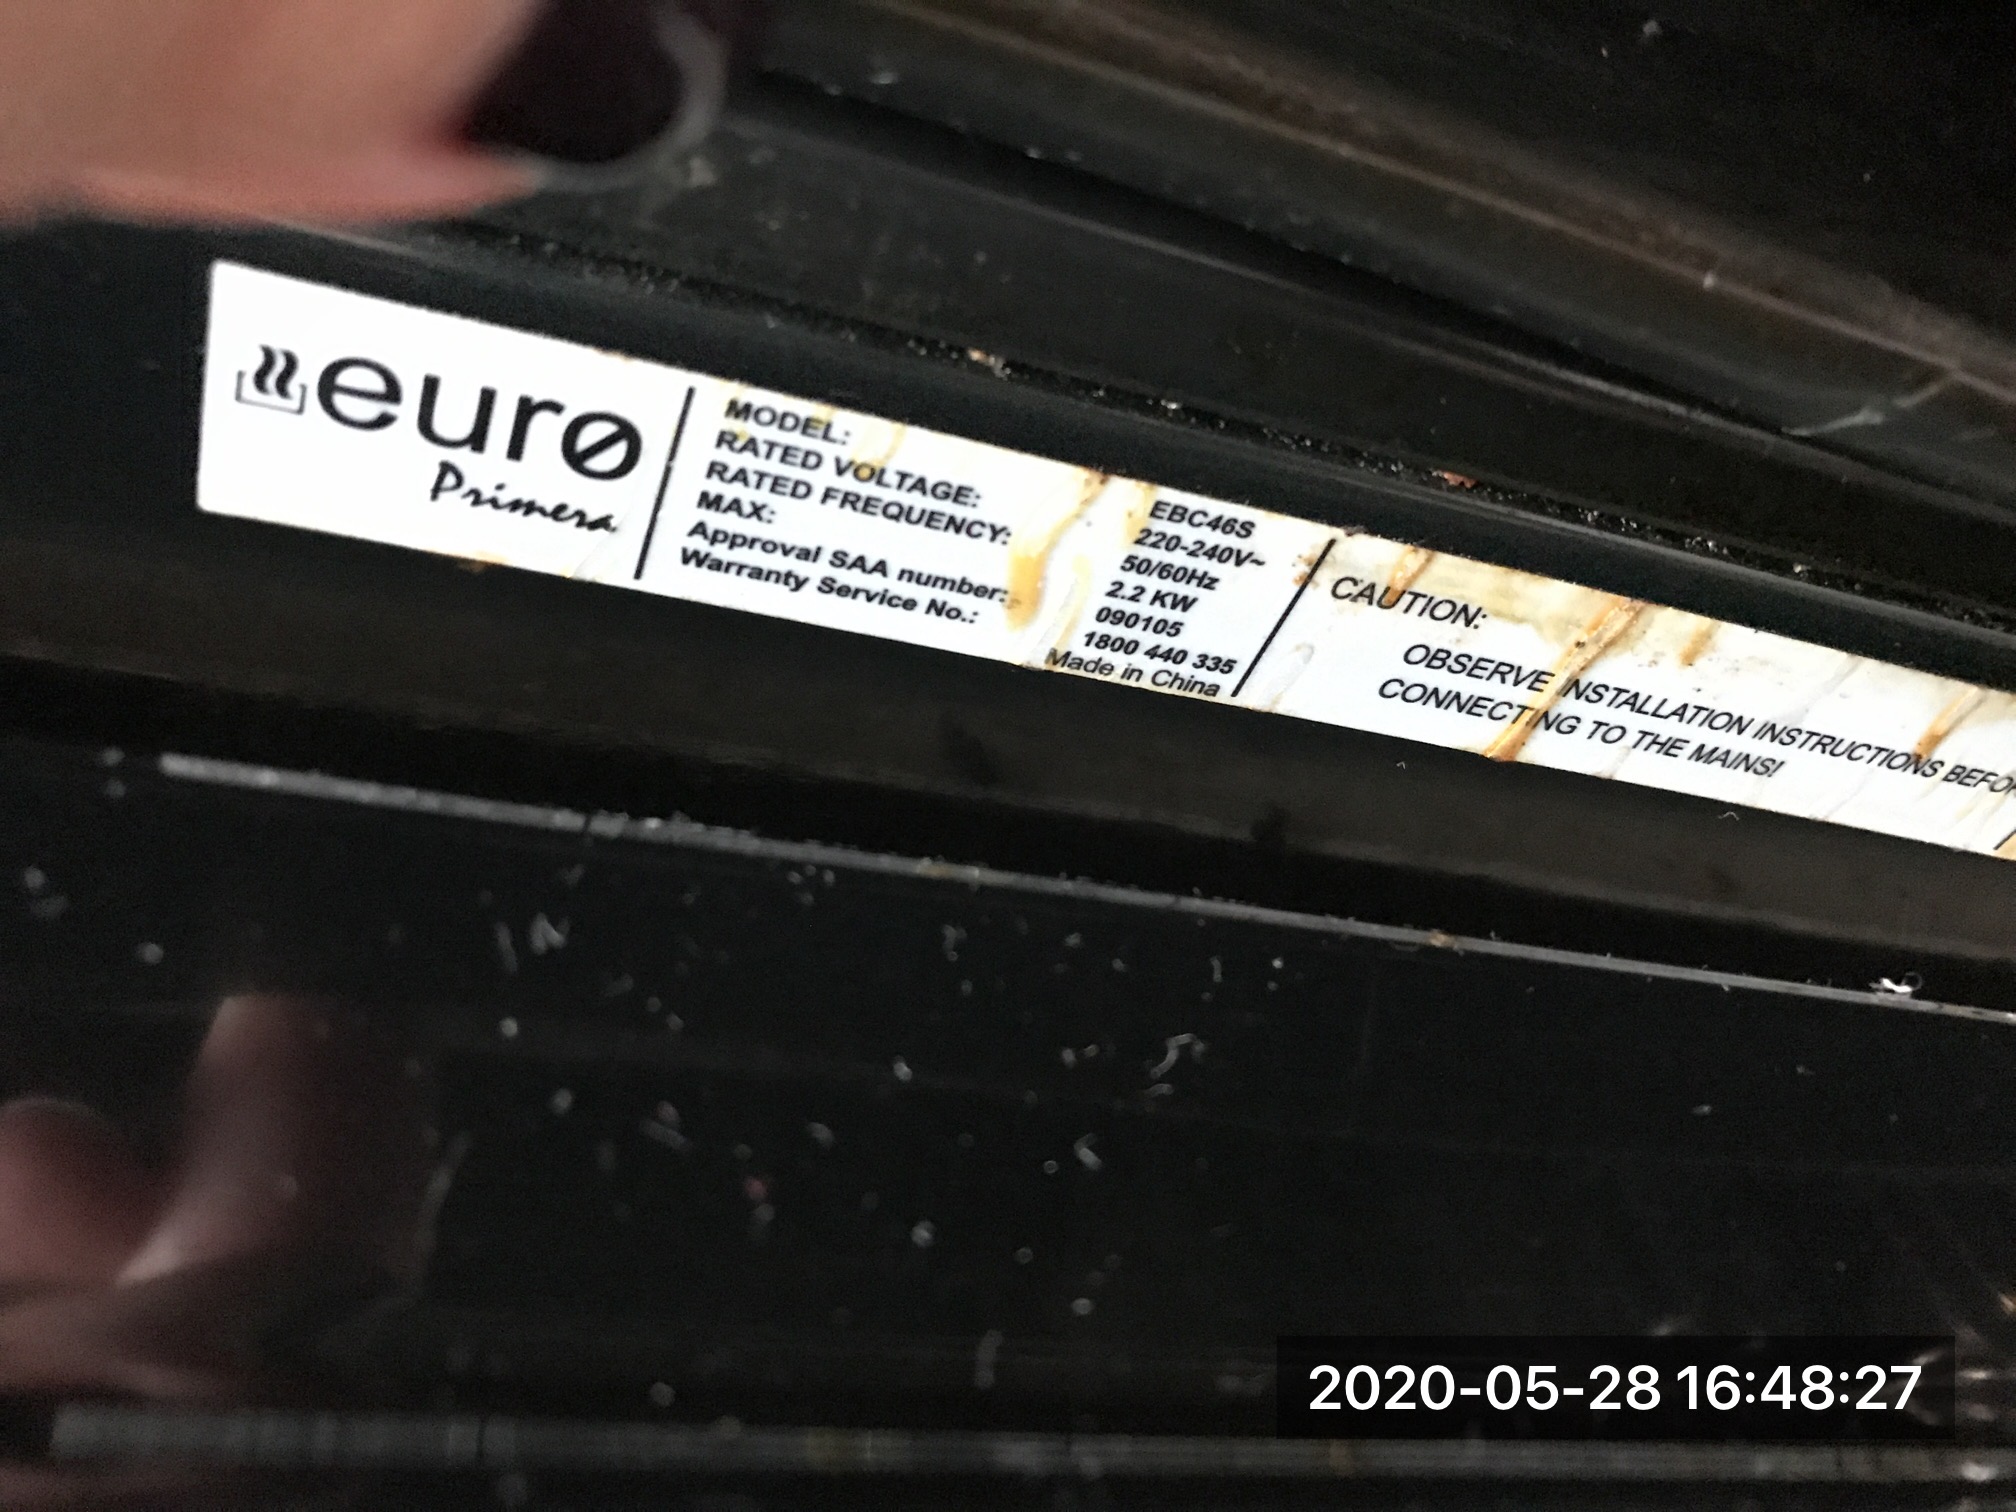 eurø
Primera
MODEL: EBC46S
RATED VOLTAGE: 220-240V~
RATED FREQUENCY: 50/60Hz
MAX: 2.2 KW
Approval SAA number: 090105
Warranty Service No.: 1800 440 335
Made in China
CAUTION:
OBSERVE INSTALLATION INSTRUCTIONS
CONNECTING TO THE MAINS!
2020-05-28 16:48:27